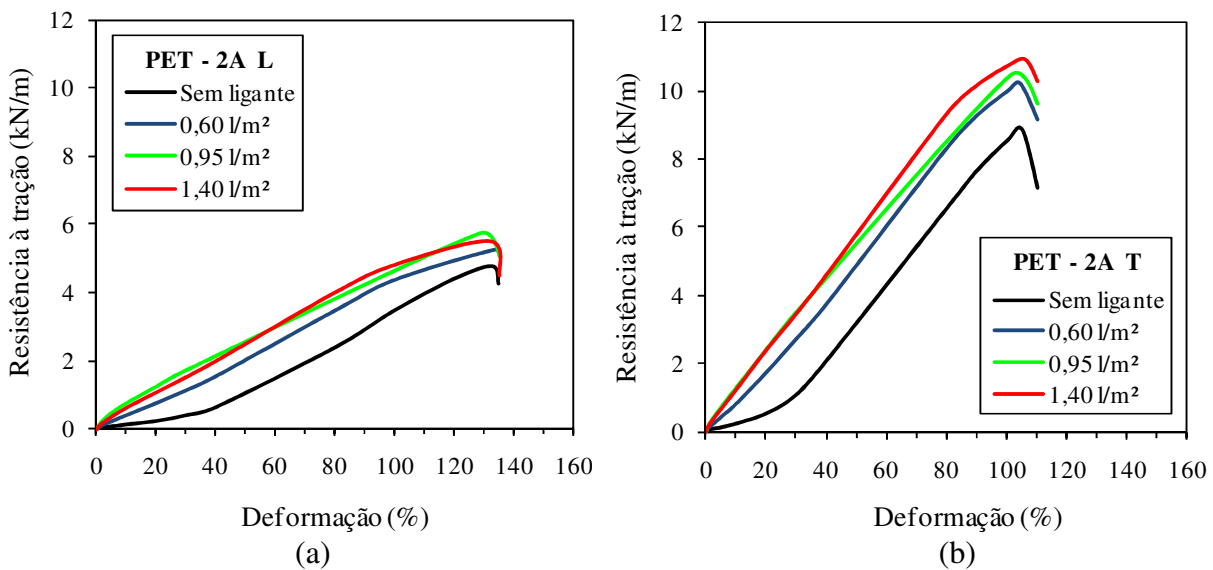 12
10
8
6
4
2
0
Resistência à tração (kN/m)
PET - 2A L
Sem ligante
0,60 l/m²
0,95 l/m²
1,40 l/m²
0 20 40 60 80 100 120 140 160
Deformação (%)
(a)
12
10
8
6
4
2
0
Resistência à tração (kN/m)
PET - 2A T
Sem ligante
0,60 l/m²
0,95 l/m²
1,40 l/m²
0 20 40 60 80 100 120 140 160
Deformação (%)
(b)